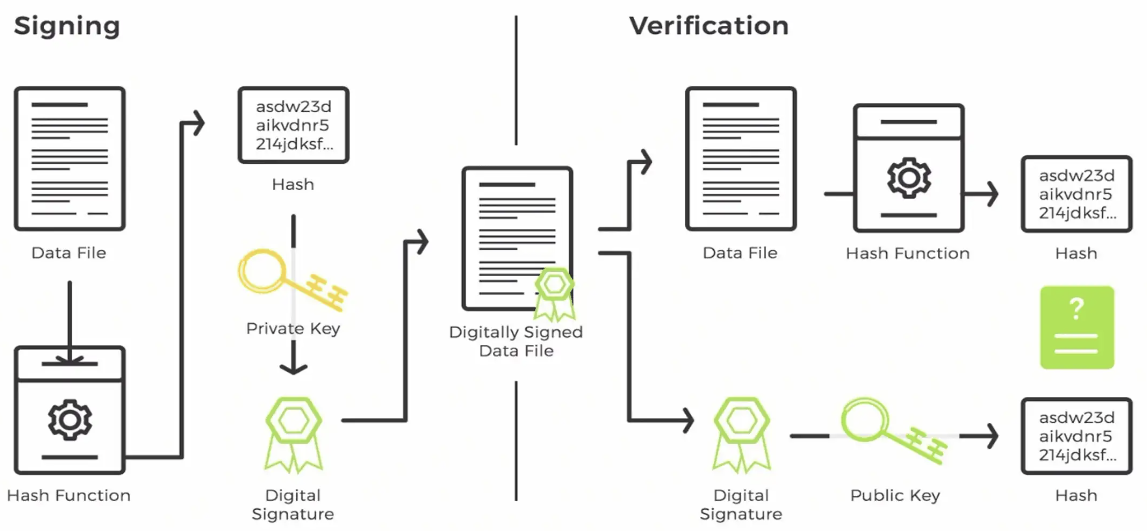 Signing
Verification
asdw23d
aikvdnr5
214jdksf...
Hash
Data File
Private Key
Hash Function
Digital
Signature
Digitally Signed
Data File
Data File
Hash Function
asdw23d
aikvdnr5
214jdksf...
Hash
?
Digital
Signature
Public Key
asdw23d
aikvdnr5
214jdksf...
Hash